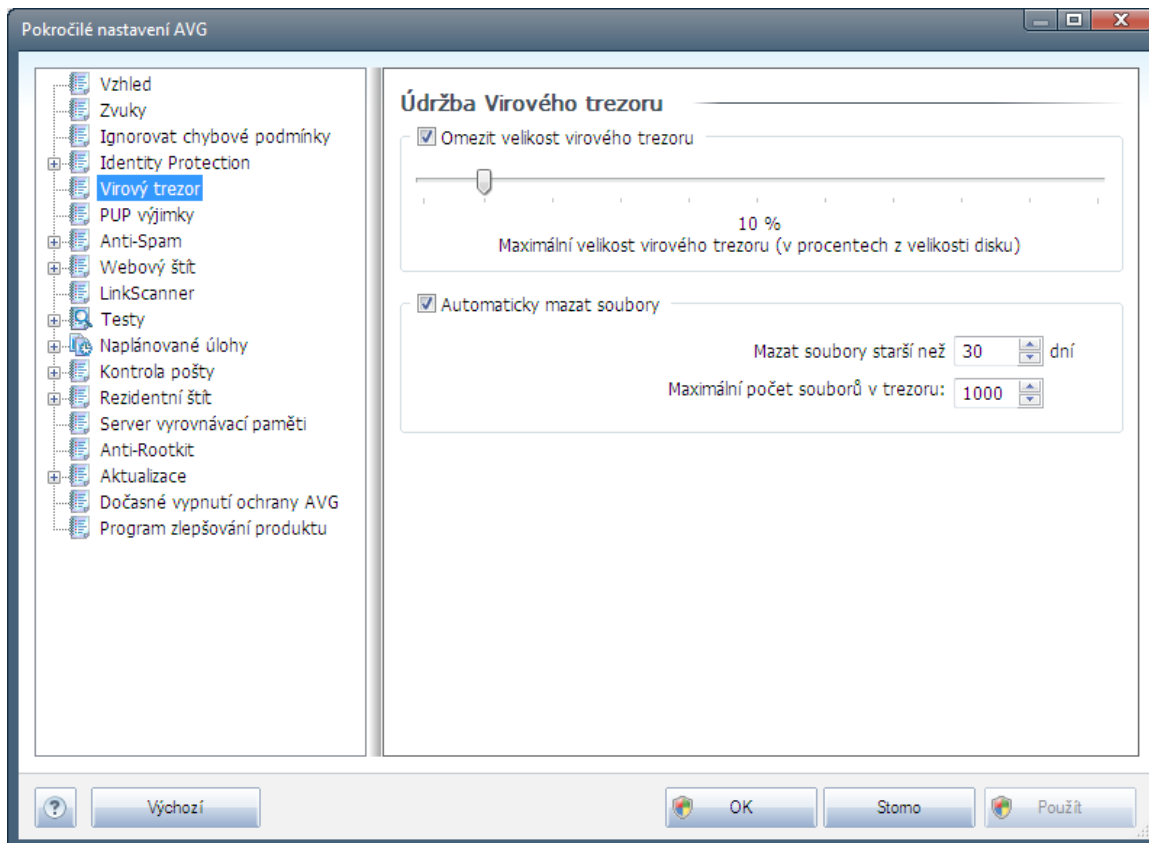 Pokročilé nastavení AVG
Vzhled
Zvuky
Ignorovat chybové podmínky
Identity Protection
Virový trezor
PUP výjimky
Anti-Spam
Webový štít
LinkScanner
Testy
Naplánované úlohy
Kontrola pošty
Rezidentní štít
Server vyrovnávací paměti
Anti-Rootkit
Aktualizace
Dočasné vypnutí ochrany AVG
Program zlepšování produktu
Údržba Virového trezoru
Omezit velikost virového trezoru
10 %
Maximální velikost virového trezoru (v procentech z velikosti disku)
Automaticky mazat soubory
Mazat soubory starší než 30 dní
Maximální počet souborů v trezoru: 1000
? Výchozí OK Stomo Použít